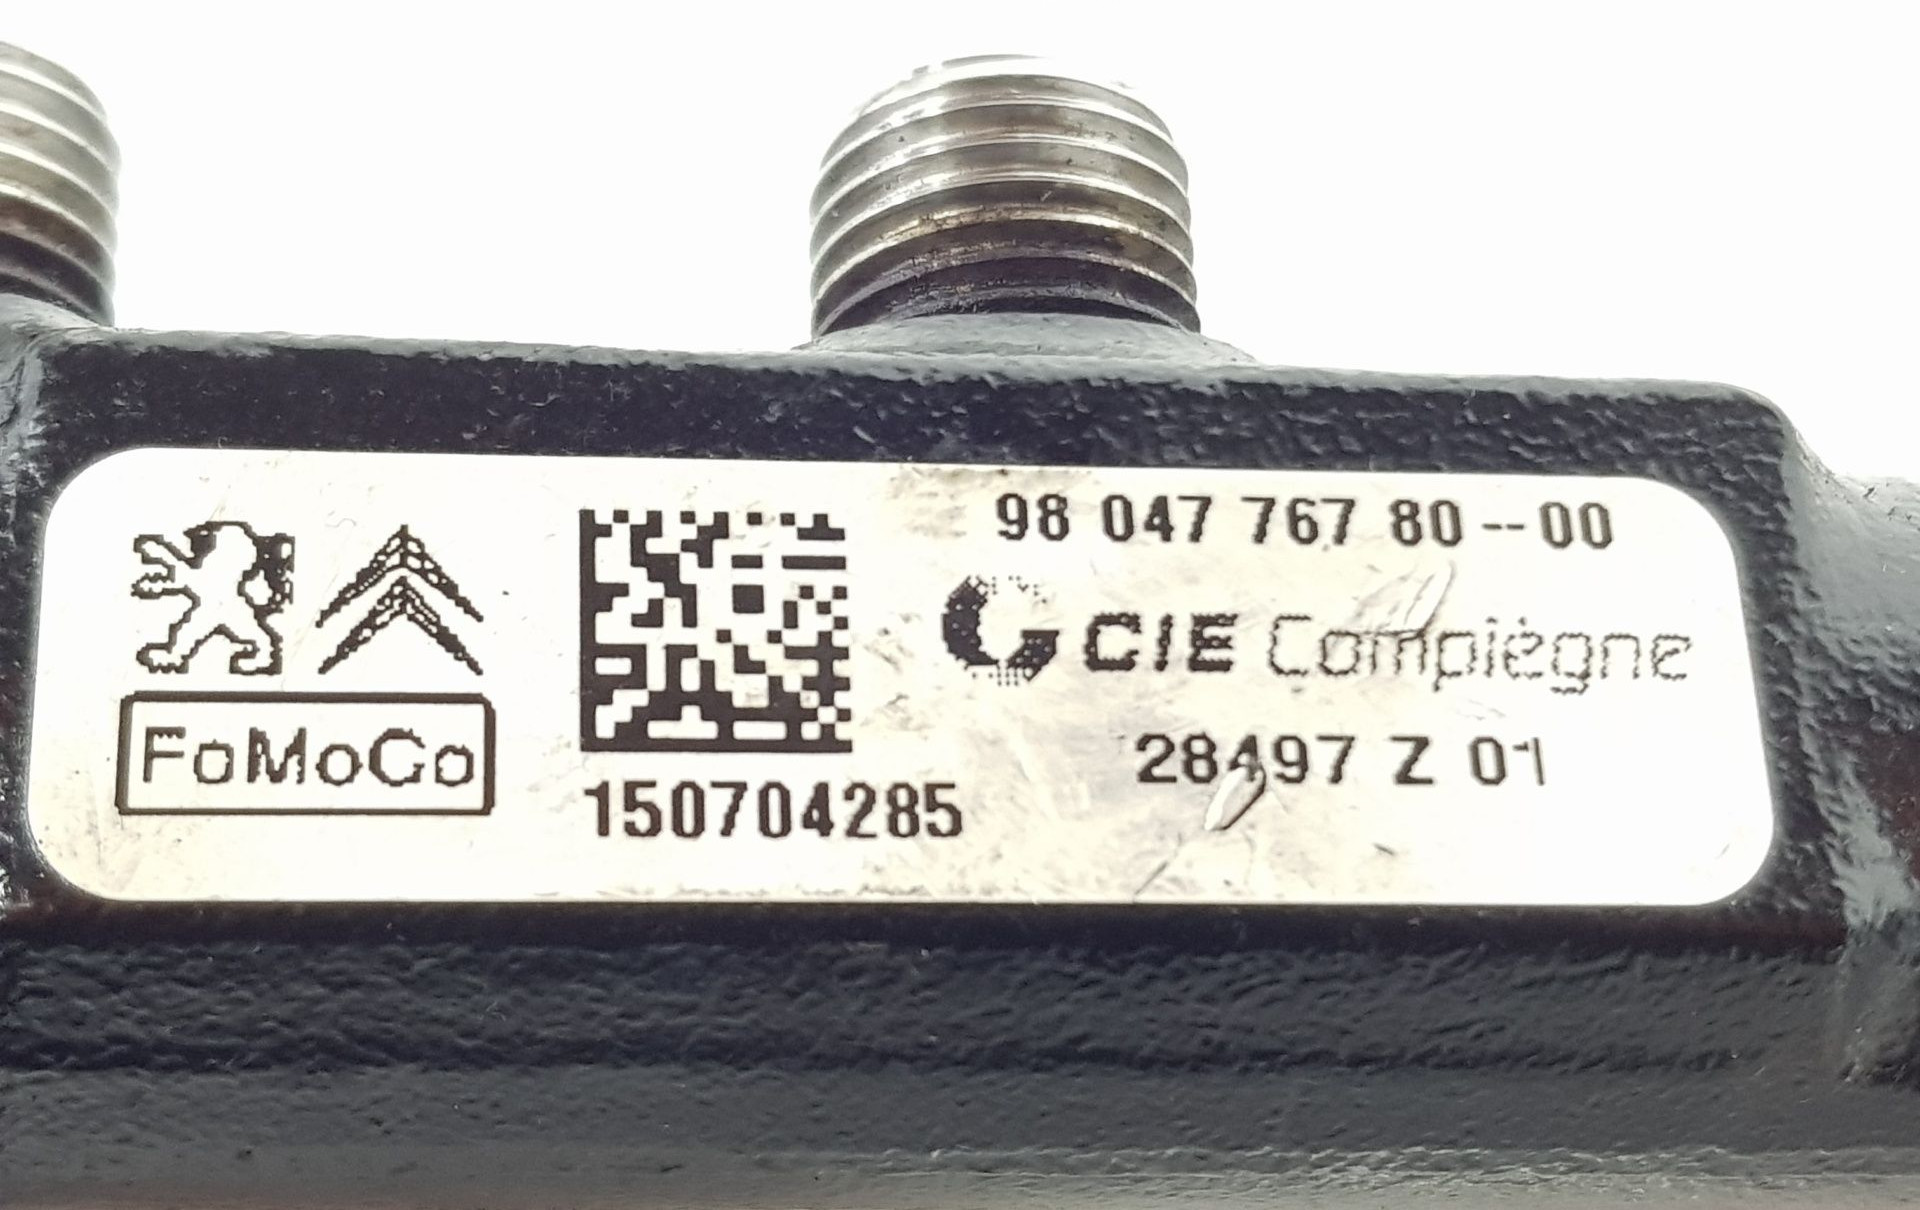 98 047 767 80--00
CIE Compiègne
28497 Z 01
FoMoCo
150704285